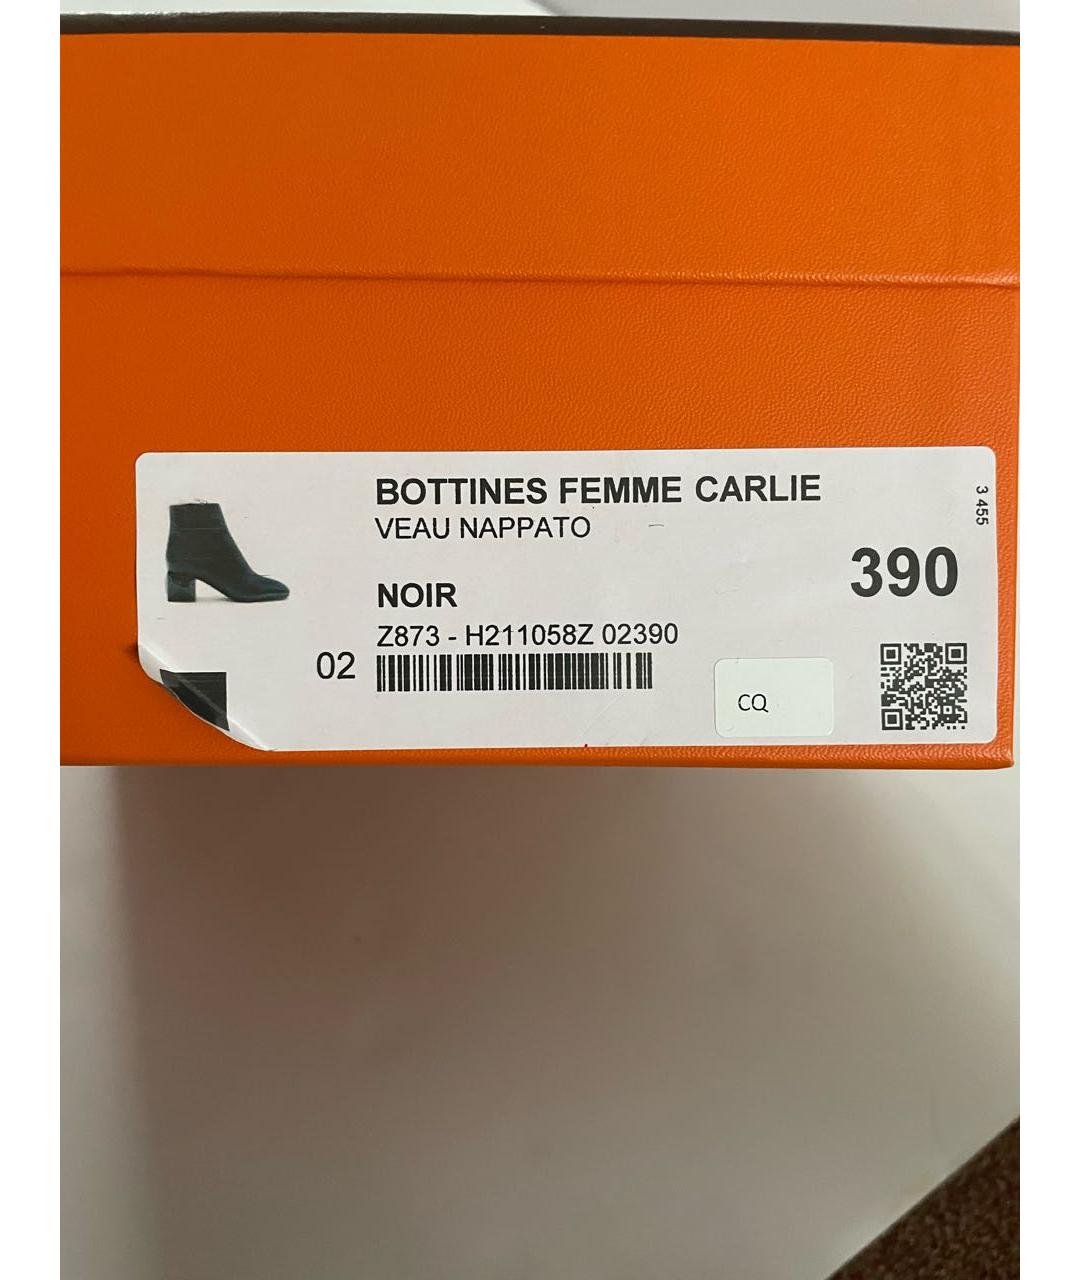 BOTTINES FEMME CARLIE
VEAU NAPPATO
3 455
NOIR
390
Z873 - H211058Z 02390
02
CQ